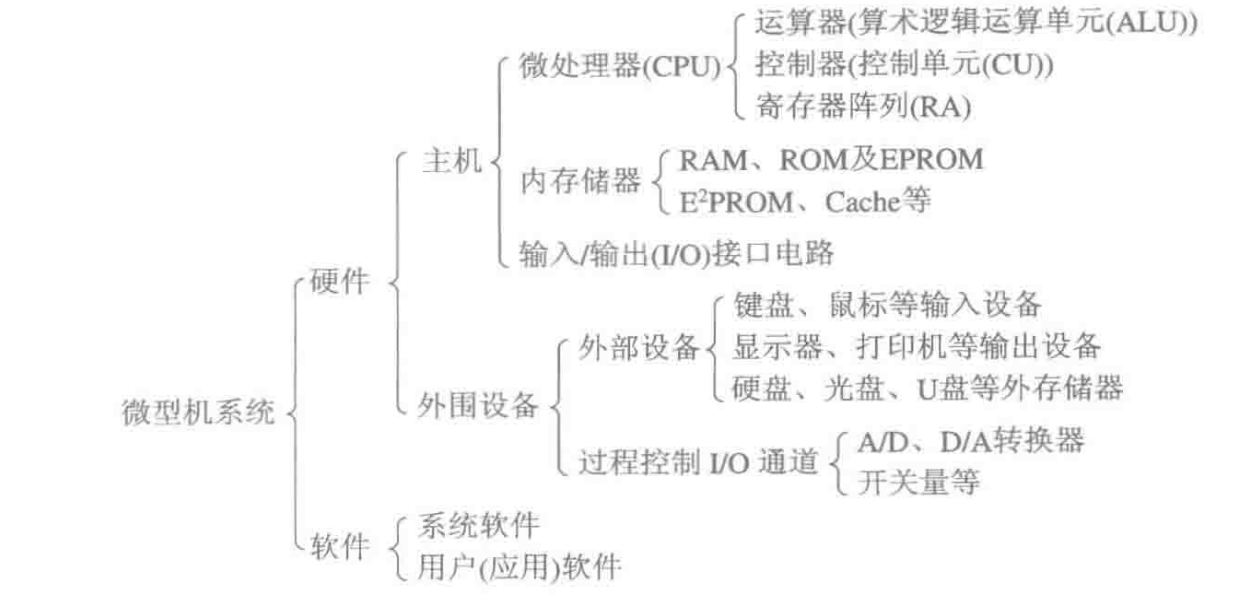 运算器(算术逻辑运算单元(ALU))
微处理器(CPU)
控制器(控制单元(CU))
寄存器阵列(RA)
主机
RAM、ROM及EPROM
内存储器
E²PROM、Cache等
输入/输出(I/O)接口电路
硬件
键盘、鼠标等输入设备
外部设备
显示器、打印机等输出设备
硬盘、光盘、U盘等外存储器
微型机系统
外围设备
过程控制 I/O 通道
A/D、D/A转换器
开关量等
软件
系统软件
用户(应用)软件